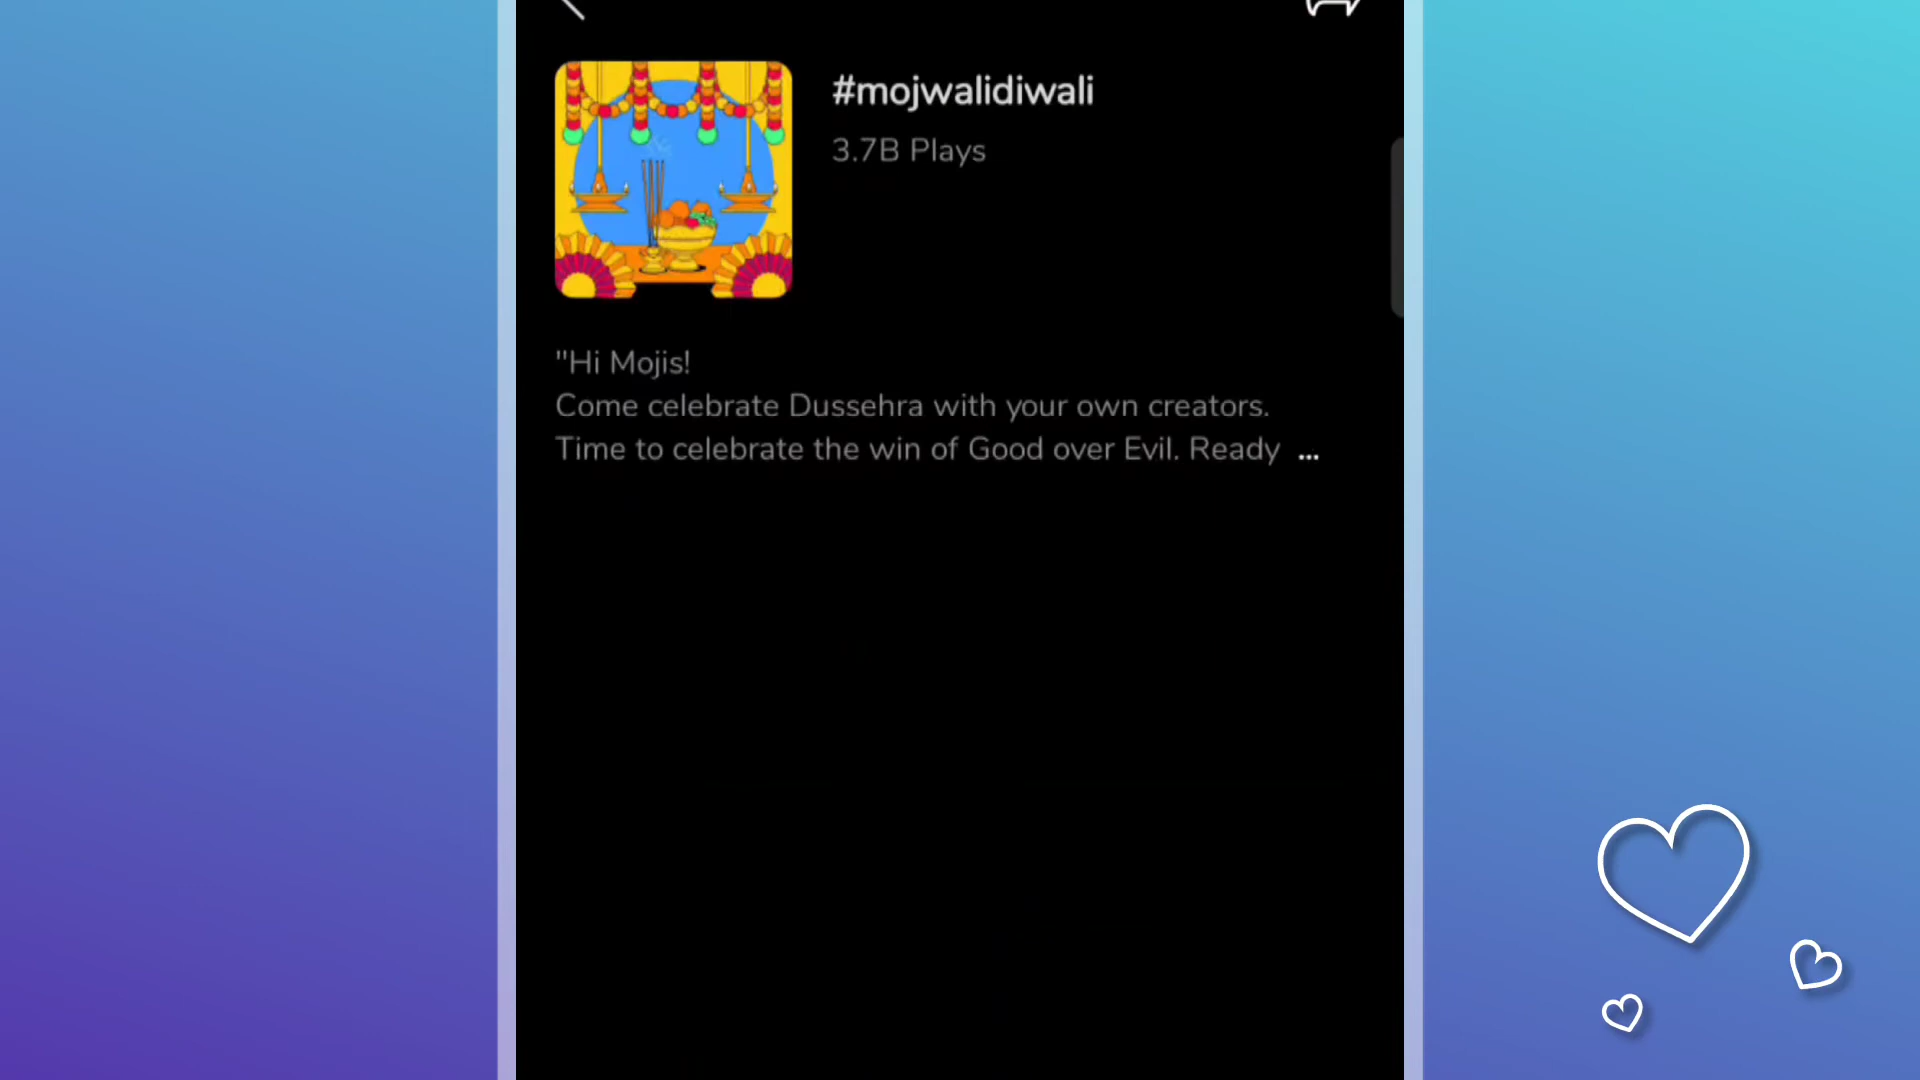 #mojwalidiwali
3.7B Plays
"Hi Mojis!
Come celebrate Dussehra with your own creators.
Time to celebrate the win of Good over Evil. Ready ...